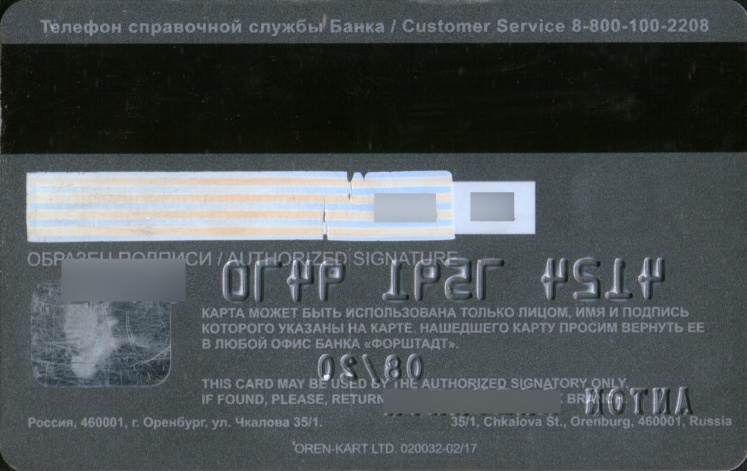 Телефон справочной службы Банка / Customer Service 8-800-100-2208
ОБРАЗЕЦ ПОДПИСИ / AUTHORIZED SIGNATURE
КАРТА МОЖЕТ БЫТЬ ИСПОЛЬЗОВАНА ТОЛЬКО ЛИЦОМ, ИМЯ И ПОДПИСЬ
КОТОРОГО УКАЗАНЫ НА КАРТЕ. НАШЕДШЕГО КАРТУ ПРОСИМ ВЕРНУТЬ ЕЕ
В ЛЮБОЙ ОФИС БАНКА «ФОРШТАДТ».
08/20
THIS CARD MAY BE USED BY THE AUTHORIZED SIGNATORY ONLY.
IF FOUND, PLEASE, RETURN
ANTON
Россия, 460001, г. Оренбург, ул. Чкалова 35/1. 35/1, Chkalova St., Orenburg, 460001, Russia
OREN-KART LTD. 020032-02/17